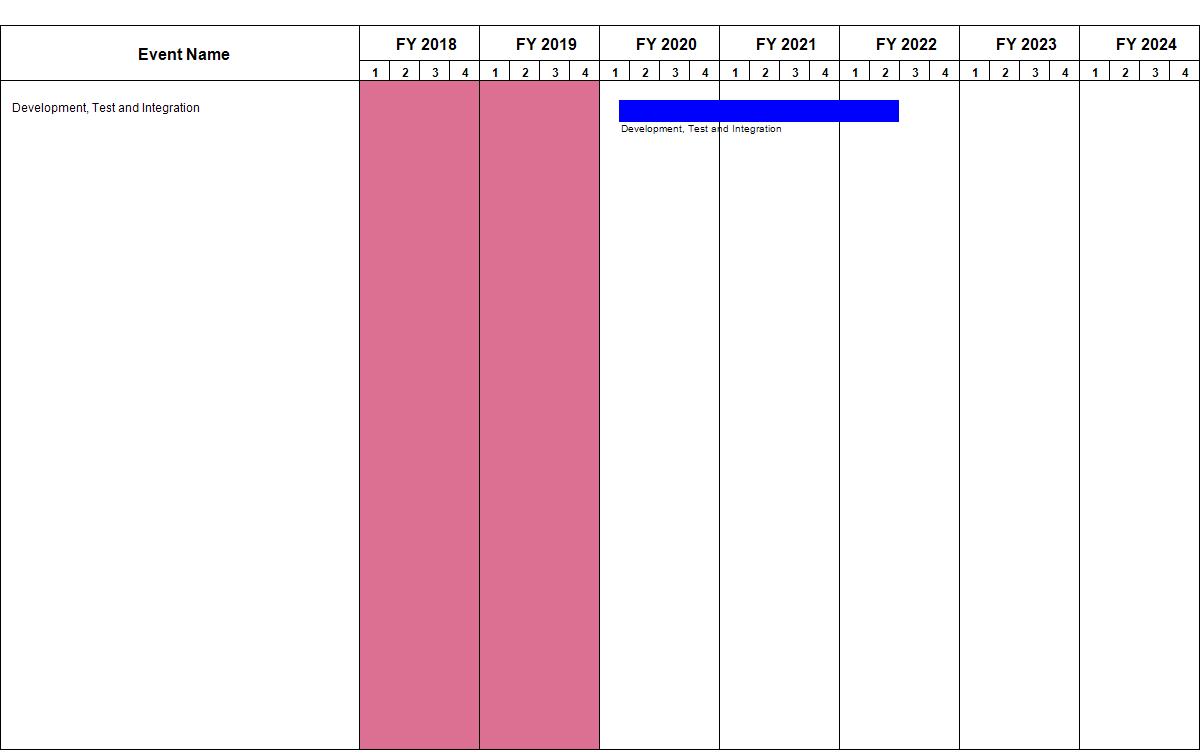 Event Name FY 2018 FY 2019 FY 2020 FY 2021 FY 2022 FY 2023 FY 2024
1 2 3 4 1 2 3 4 1 2 3 4 1 2 3 4 1 2 3 4 1 2 3 4 1 2 3 4
Development, Test and Integration
Development, Test and Integration